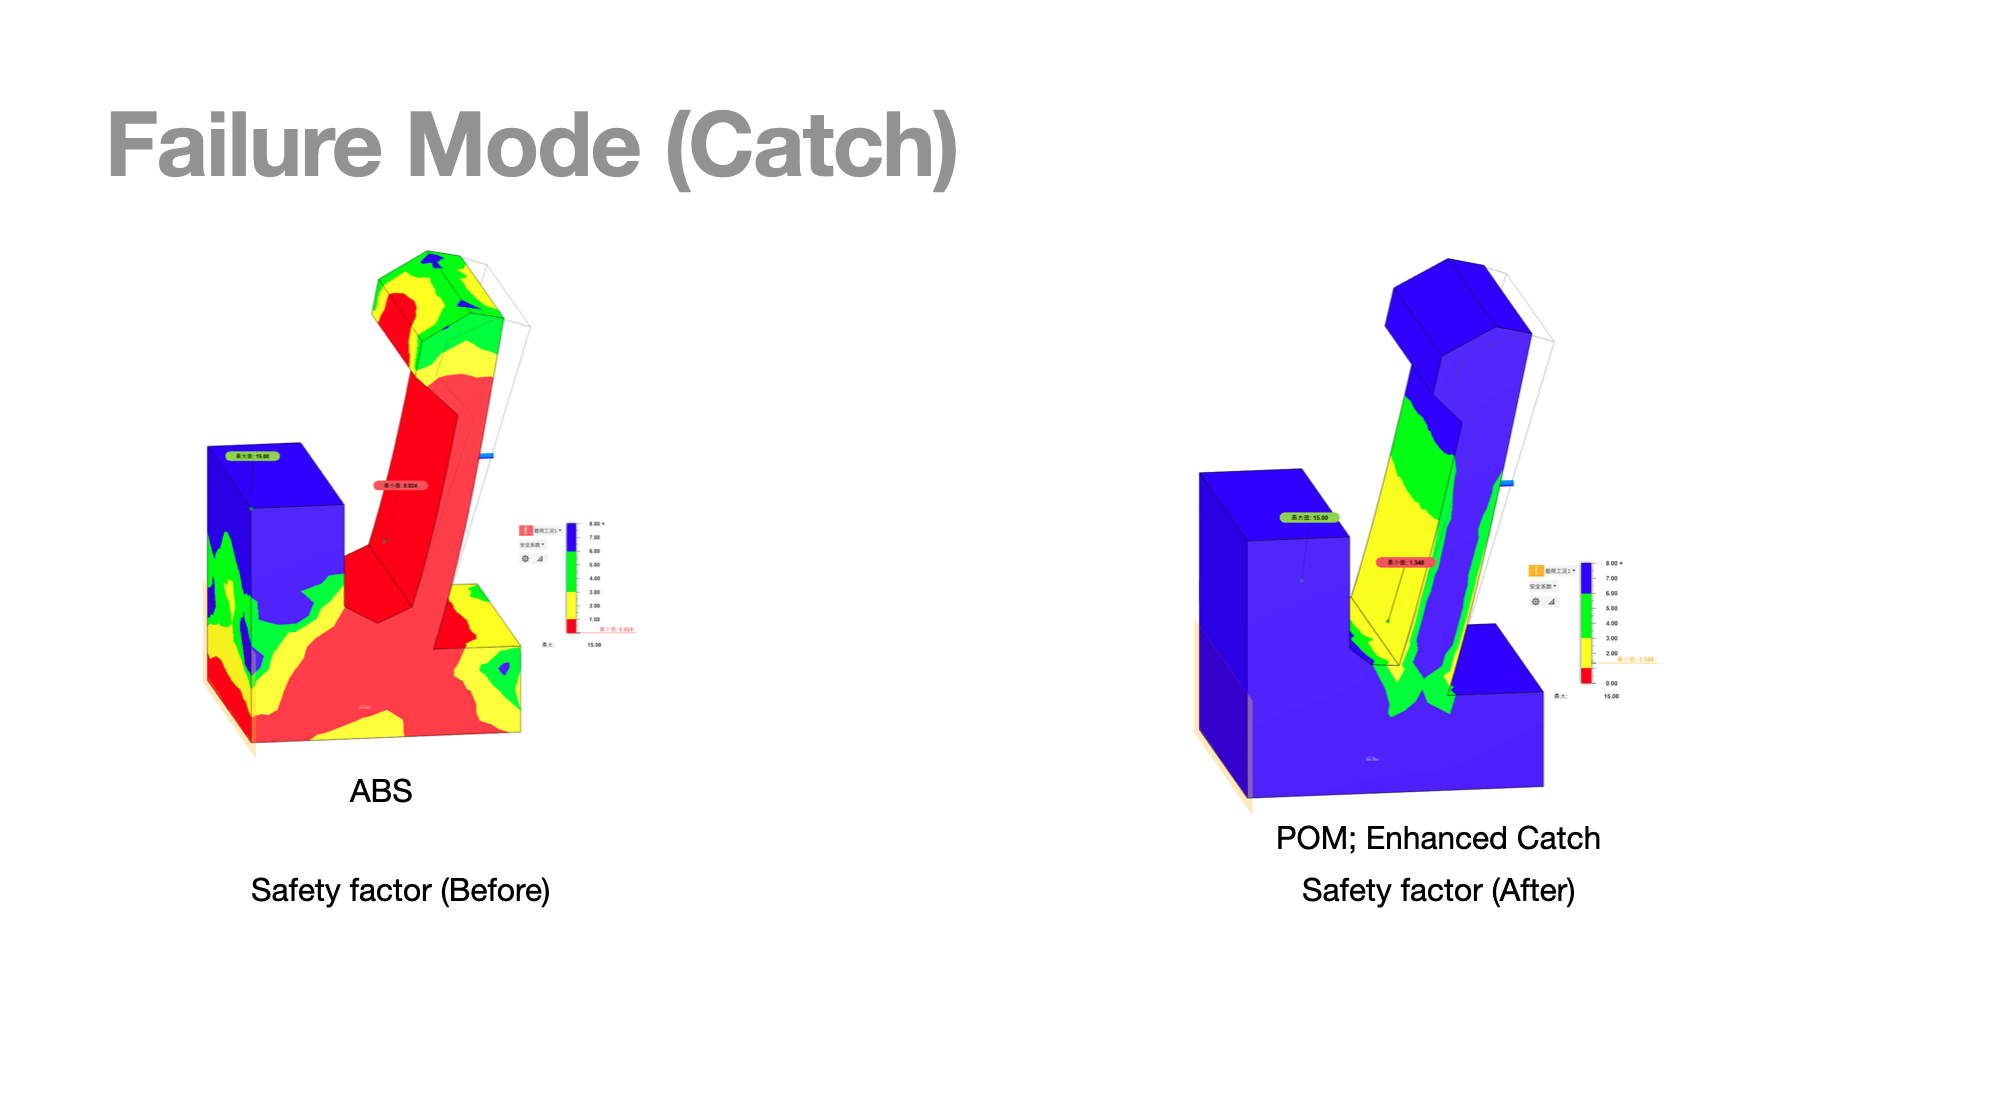 Failure Mode (Catch)
最大值: 15.00
最小值: 0.024
载荷工况1
安全系数
8.00 +
7.00
6.00
5.00
4.00
3.00
2.00
1.00
最小值: 0.024
最大:
15.00
ABS
Safety factor (Before)
最大值: 15.00
最小值: 1.348
载荷工况1
安全系数
8.00 +
7.00
6.00
5.00
4.00
3.00
2.00
最小值: 1.348
0.00
最大:
15.00
POM; Enhanced Catch
Safety factor (After)